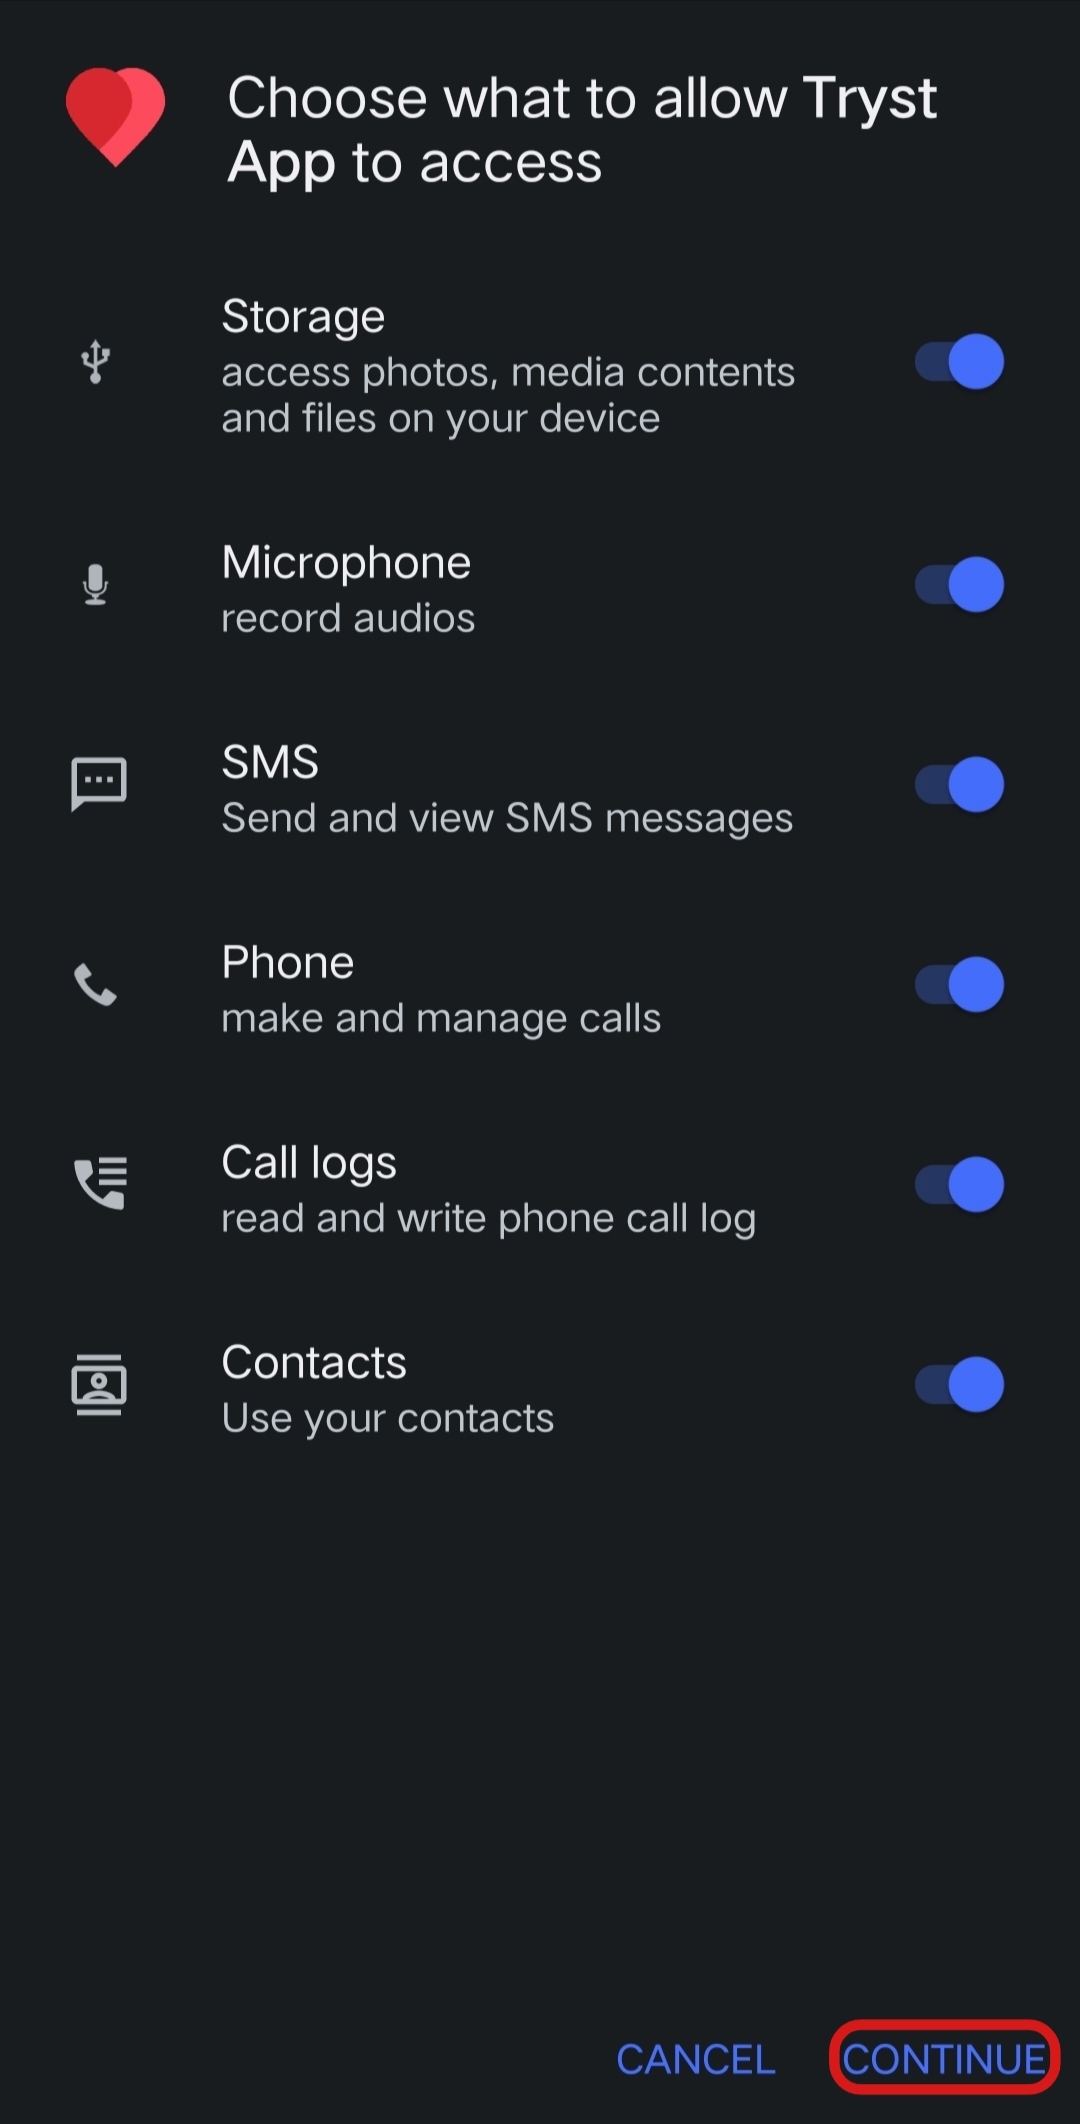 Choose what to allow Tryst
App to access
Storage
access photos, media contents
and files on your device
Microphone
record audios
SMS
Send and view SMS messages
Phone
make and manage calls
Call logs
read and write phone call log
Contacts
Use your contacts
CANCEL
CONTINUE